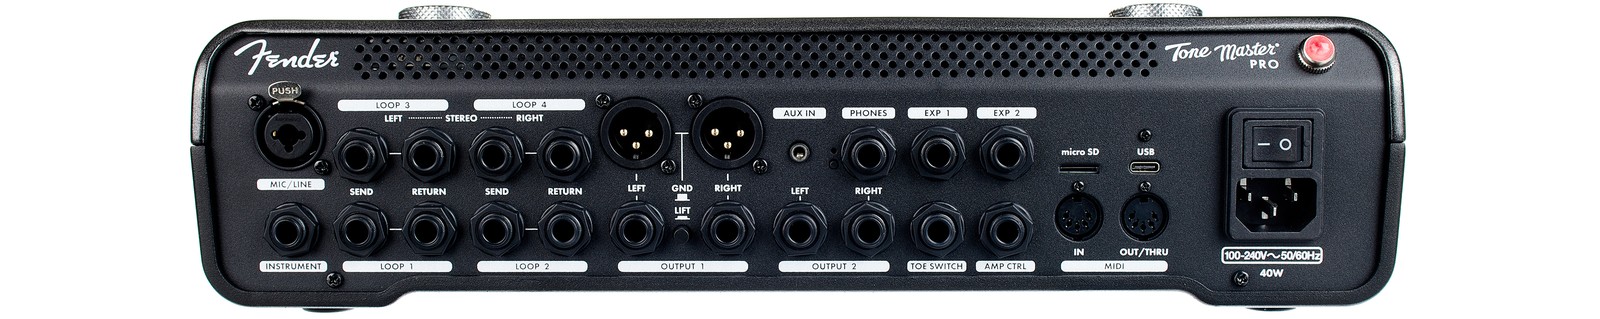 Fender
Tone Master
PRO
PUSH
LOOP 3
LOOP 4
LEFT STEREO RIGHT
AUX IN
PHONES
EXP 1
EXP 2
micro SD
USB
MIC/LINE
SEND
RETURN
SEND
RETURN
LEFT
GND
RIGHT
LIFT
LEFT
RIGHT
— O
INSTRUMENT
LOOP 1
LOOP 2
OUTPUT 1
OUTPUT 2
TOE SWITCH
AMP CTRL
IN
OUT/THRU
MIDI
100-240V~50/60Hz
40W